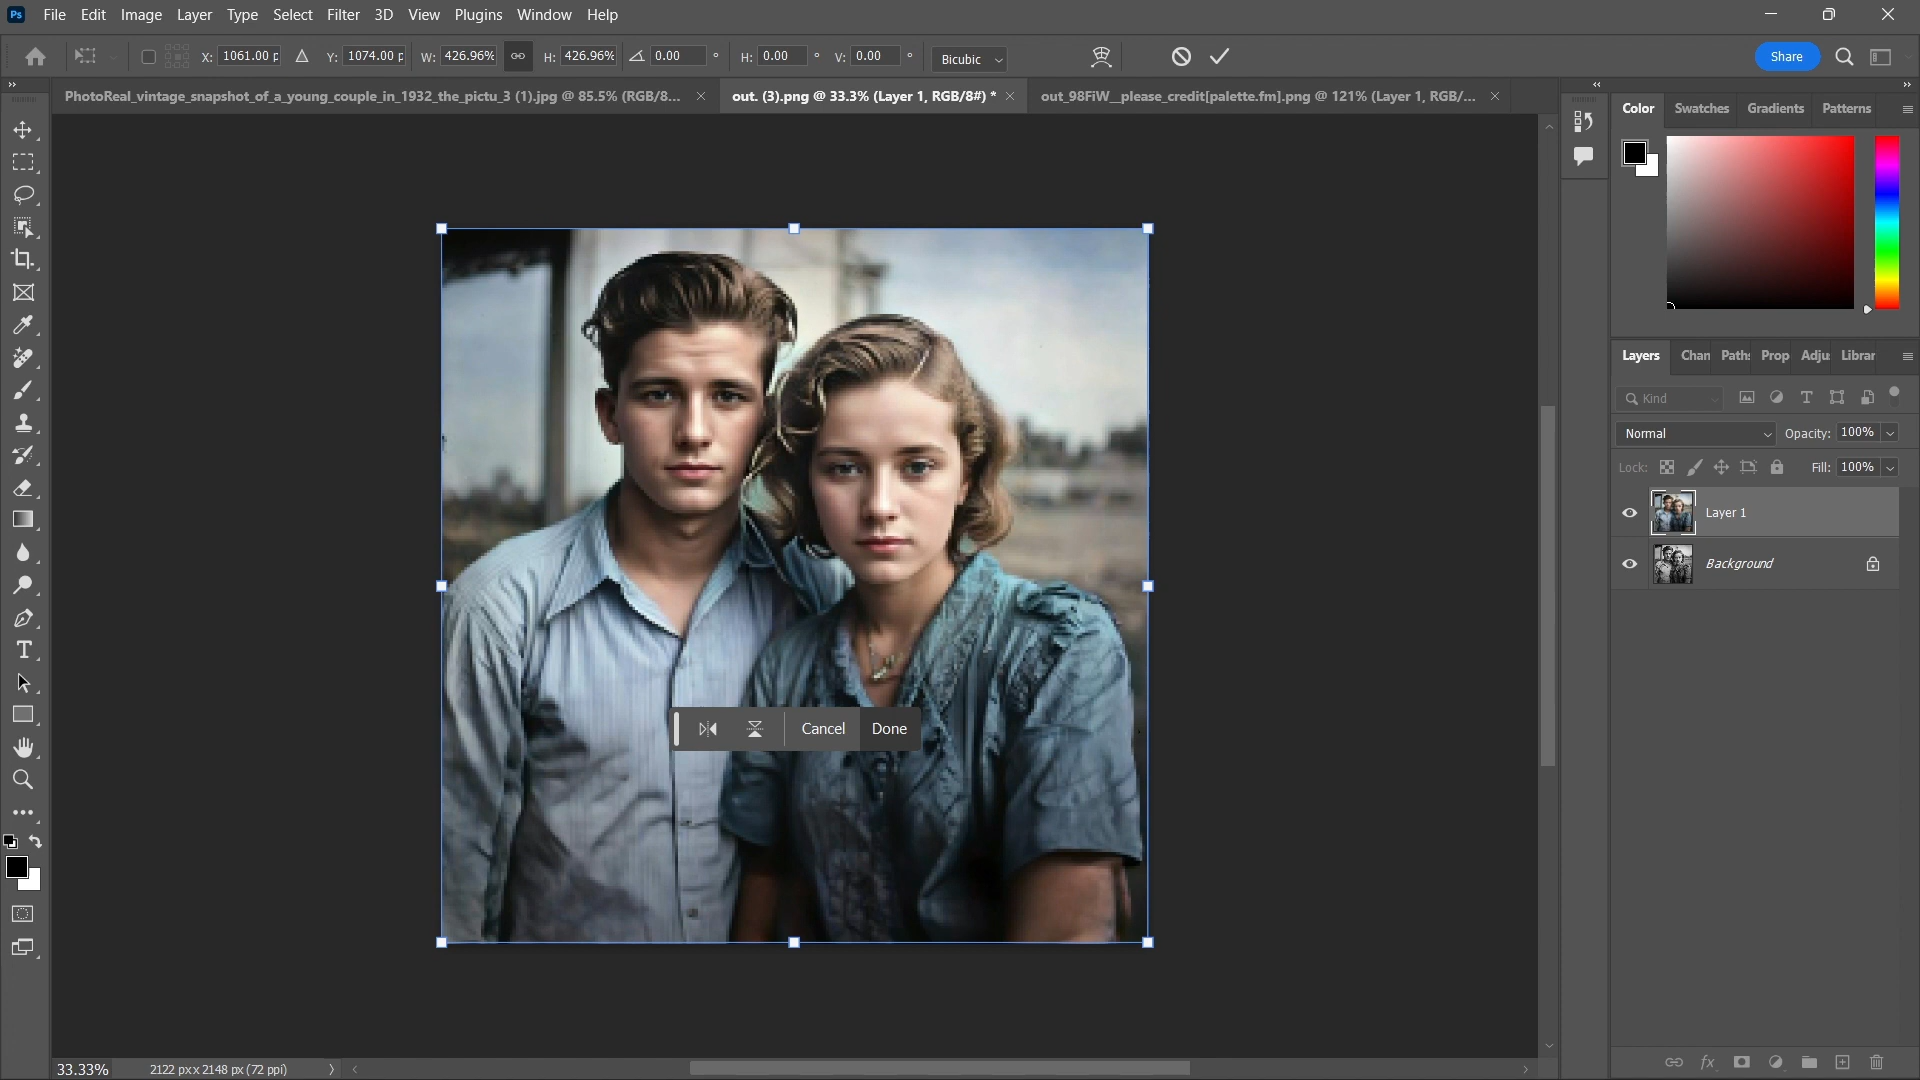 Ps File Edit Image Layer Type Select Filter 3D View Plugins Window Help
X: 1061.00 p Y: 1074.00 p W: 426.96% H: 426.96% 0.00 ° H: 0.00 ° V: 0.00 ° Bicubic Share
PhotoReal_vintage_snapshot_of_a_young_couple_in_1932_the_pictu_3 (1).jpg @ 85.5% (RGB/8... × out. (3).png @ 33.3% (Layer 1, RGB/8#) * × out_98FiW__please_credit[palette.fm].png @ 121% (Layer 1, RGB/... ×
Color Swatches Gradients Patterns
Layers Chan Paths Prop Adju Librar
Kind
Normal Opacity: 100%
Lock: Fill: 100%
Layer 1
Background
Cancel Done
33.33% 2122 px x 2148 px (72 ppi)